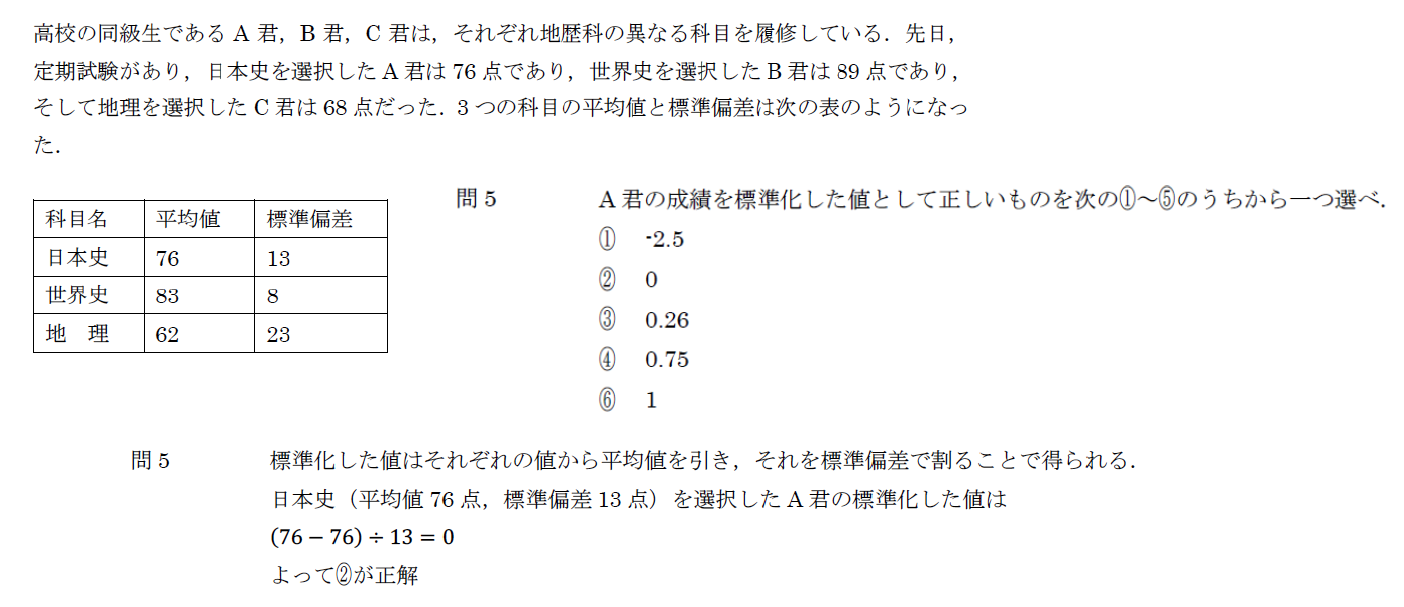 高校の同級生である A 君，B 君，C 君は，それぞれ地歴科の異なる科目を履修している．先日，
定期試験があり，日本史を選択した A 君は 76 点であり，世界史を選択した B 君は 89 点であり，
そして地理を選択した C 君は 68 点だった．3 つの科目の平均値と標準偏差は次の表のようになっ
た．
科目名 平均値 標準偏差
日本史 76 13
世界史 83 8
地　理 62 23
問 5 A 君の成績を標準化した値として正しいものを次の①～⑤のうちから一つ選べ．
① -2.5
② 0
③ 0.26
④ 0.75
⑥ 1
問 5 標準化した値はそれぞれの値から平均値を引き，それを標準偏差で割ることで得られる．
日本史（平均値 76 点，標準偏差 13 点）を選択した A 君の標準化した値は
(76 − 76) ÷ 13 = 0
よって②が正解